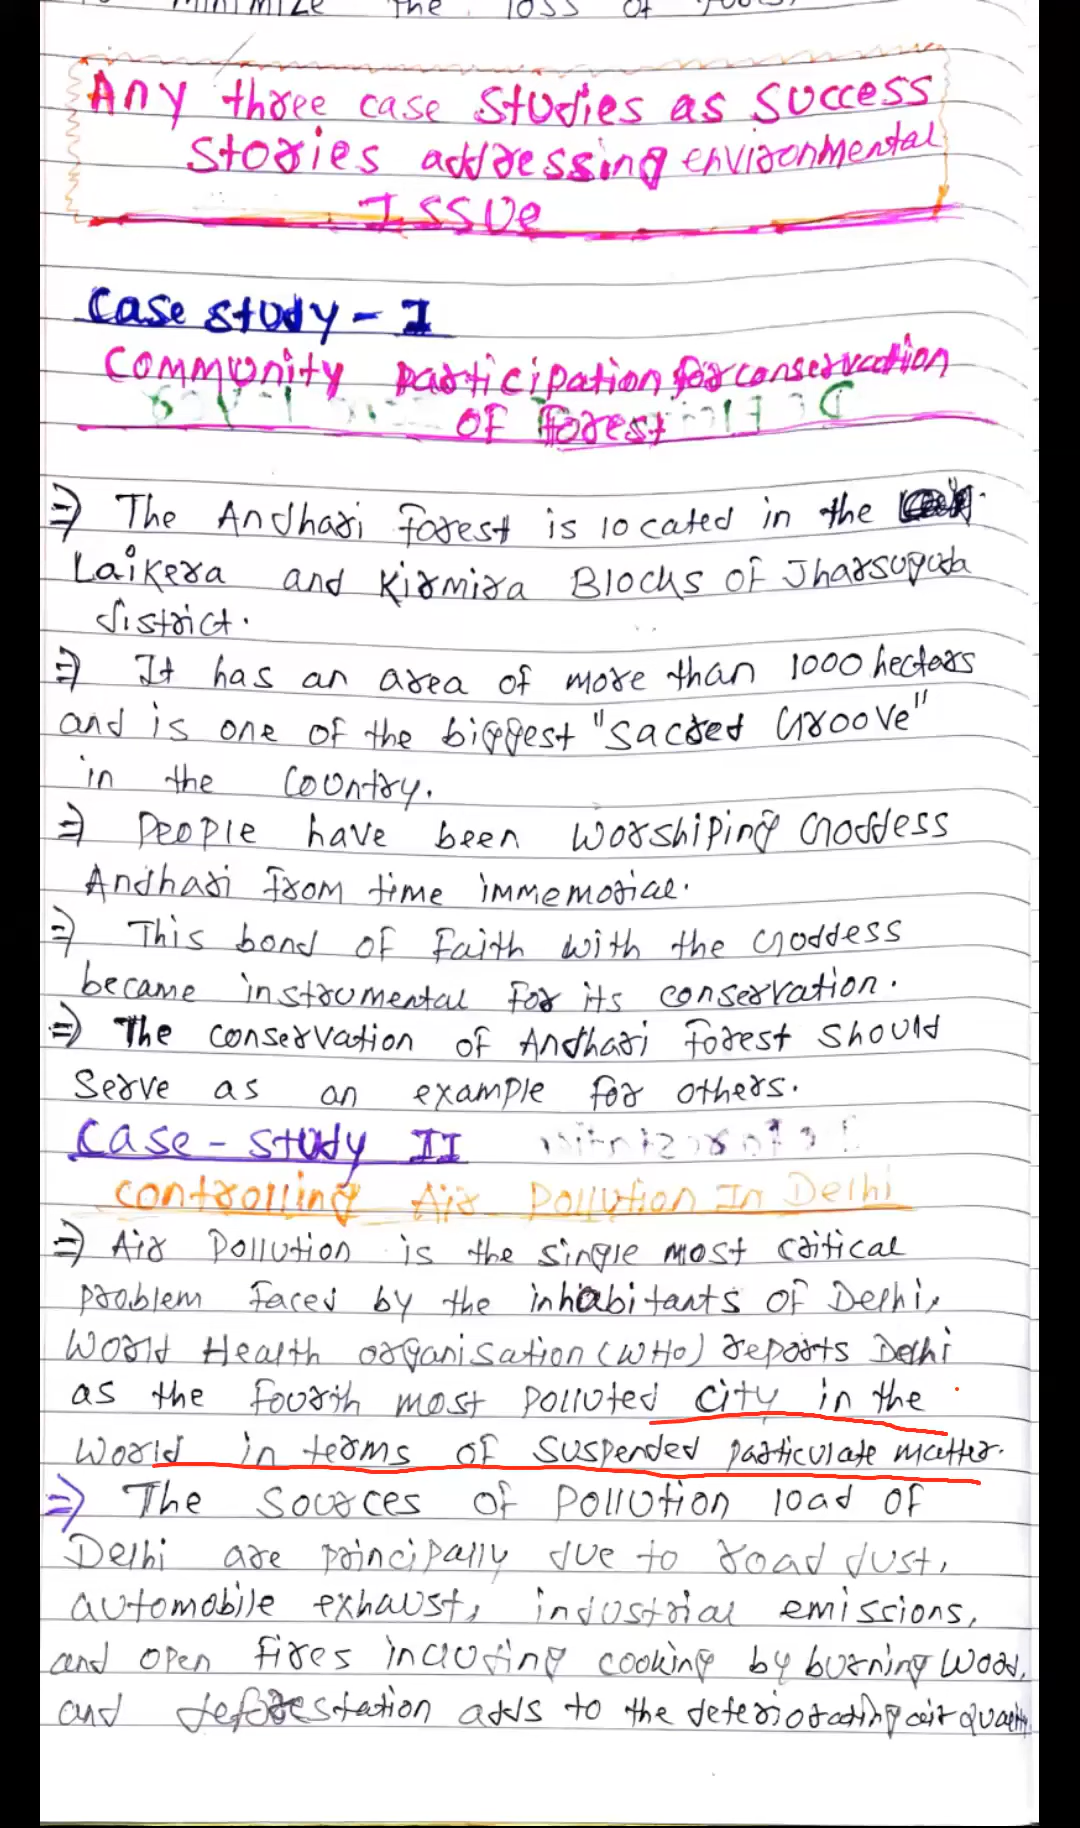 minimize the loss of
Any three case studies as success
stories addressing environmental
Issue
Case study - I
Community participation for conservation
of Forest
⇒ The Andhari forest is located in the
Laikera and Kirmira Blocks of Jharsuguda
district.
⇒ It has an area of more than 1000 hectors
and is one of the biggest "Sacred Groove"
in the country.
⇒ People have been worshiping Goddess
Andhari from time immemorial.
⇒ This bond of Faith with the Goddess
became instrumental for its conservation.
⇒ The conservation of Andhari forest should
serve as an example for others.
Case - study II
controlling Air Pollution In Delhi
⇒ Air Pollution is the single most critical
problem faced by the inhabitants of Delhi,
World Health organisation (WHO) reports Delhi
as the fourth most polluted city in the
world in terms of suspended particulate matter.
⇒ The sources of pollution load of
Delhi are principally due to road dust,
automobile exhaust, industrial emissions,
and open fires including cooking by burning wood,
and deforestation adds to the deteriorating air quality